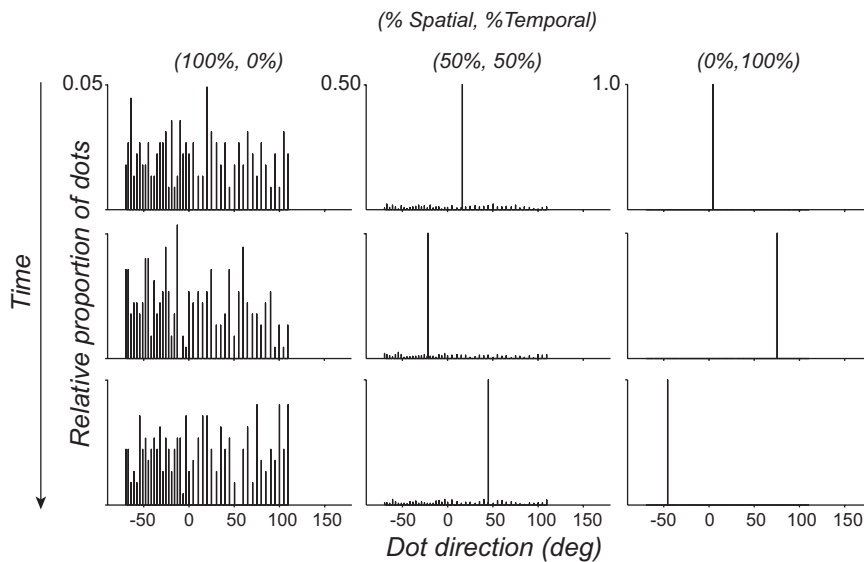 (% Spatial, %Temporal)
(100%, 0%)
(50%, 50%)
(0%,100%)
0.05
0.50
1.0
Time
Relative proportion of dots
-50 0 50 100 150
-50 0 50 100 150
-50 0 50 100 150
Dot direction (deg)